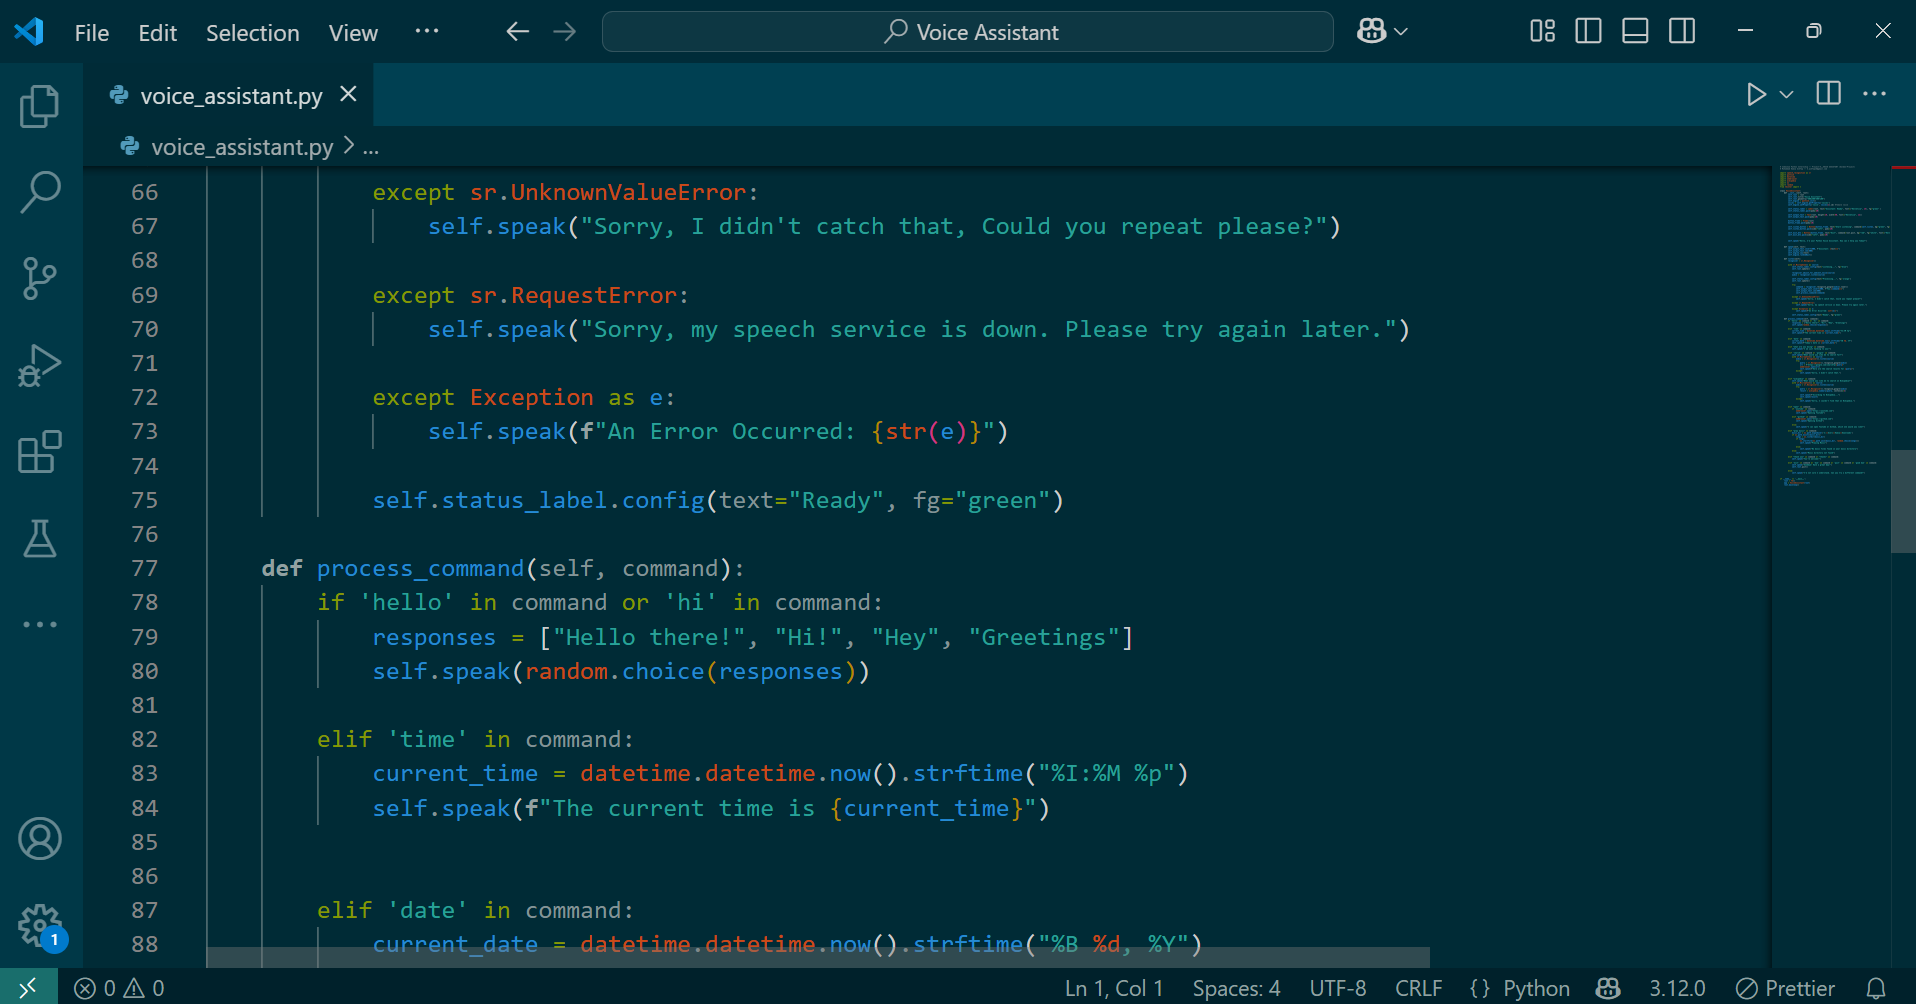 File Edit Selection View ··· Voice Assistant
voice_assistant.py
voice_assistant.py > ...
66 except sr.UnknownValueError:
67 self.speak("Sorry, I didn't catch that, Could you repeat please?")
68
69 except sr.RequestError:
70 self.speak("Sorry, my speech service is down. Please try again later.")
71
72 except Exception as e:
73 self.speak(f"An Error Occurred: {str(e)}")
74
75 self.status_label.config(text="Ready", fg="green")
76
77 def process_command(self, command):
78 if 'hello' in command or 'hi' in command:
79 responses = ["Hello there!", "Hi!", "Hey", "Greetings"]
80 self.speak(random.choice(responses))
81
82 elif 'time' in command:
83 current_time = datetime.datetime.now().strftime("%I:%M %p")
84 self.speak(f"The current time is {current_time}")
85
86
87 elif 'date' in command:
88 current_date = datetime.datetime.now().strftime("%B %d, %Y")
1
0 0 Ln 1, Col 1 Spaces: 4 UTF-8 CRLF {} Python 3.12.0 Prettier